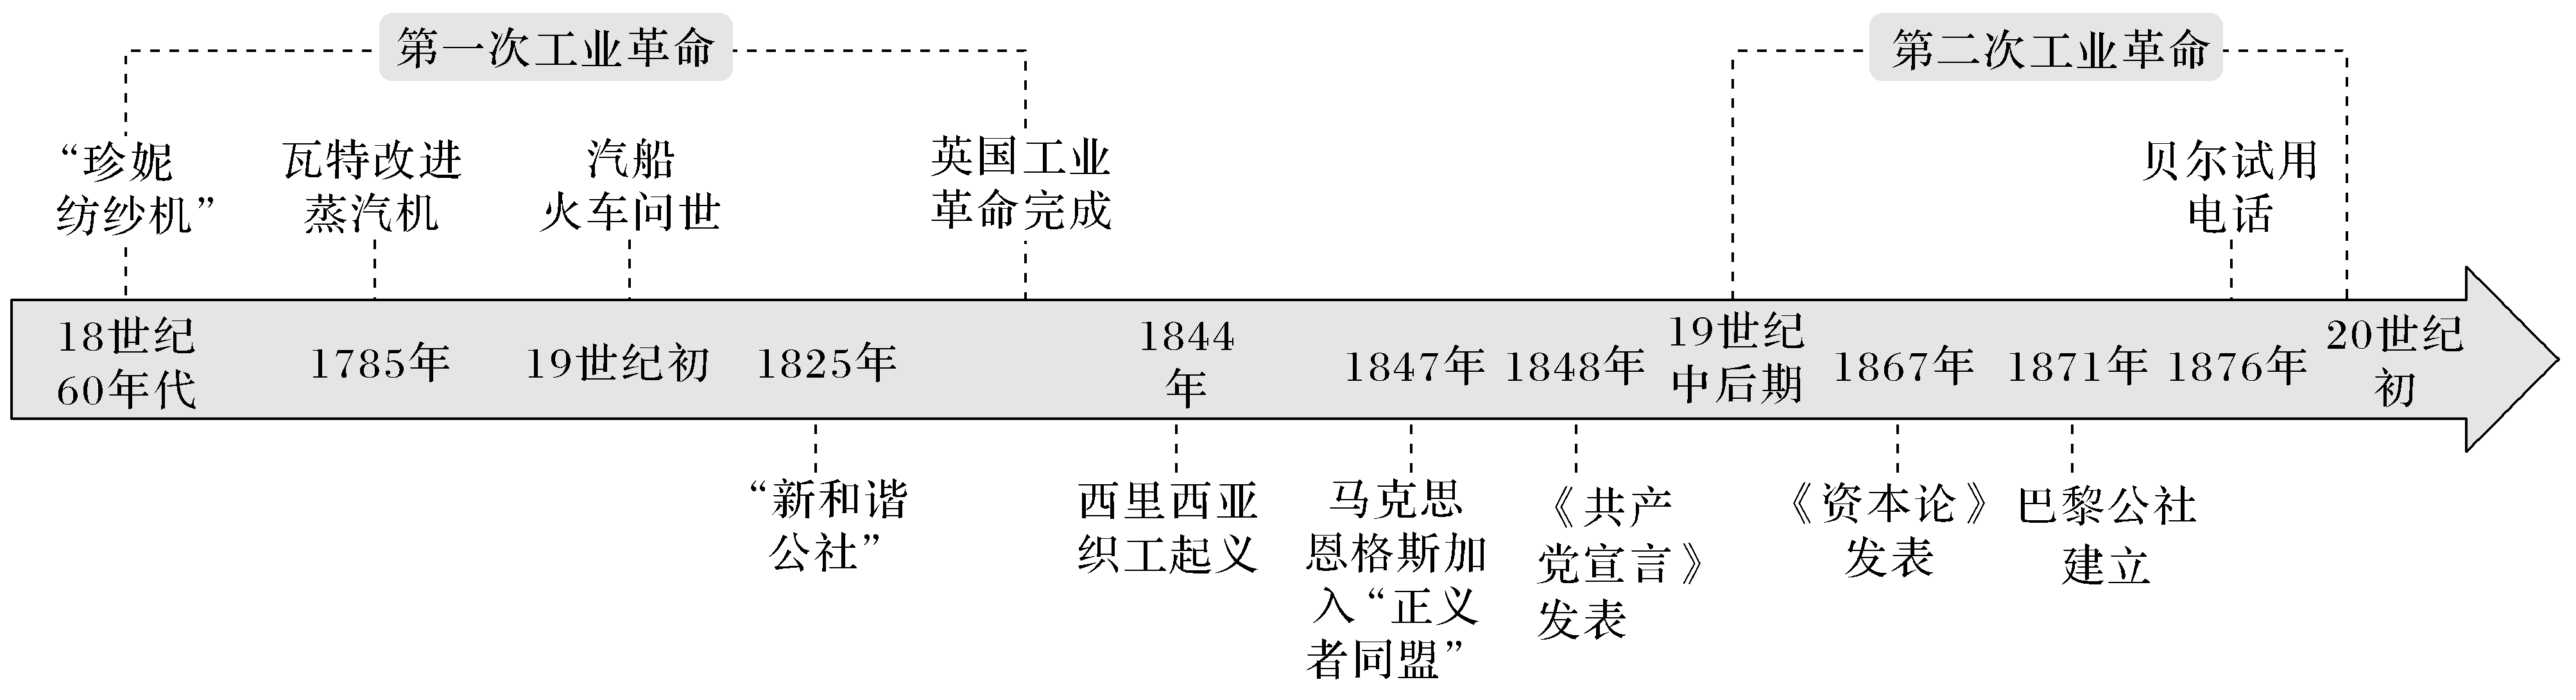 第一次工业革命
第二次工业革命
“珍妮
纺纱机”
瓦特改进
蒸汽机
汽船
火车问世
英国工业
革命完成
贝尔试用
电话
18世纪
60年代
1785年
19世纪初
1825年
1844
年
1847年
1848年
19世纪
中后期
1867年
1871年
1876年
20世纪
初
“新和谐
公社”
西里西亚
织工起义
马克思
恩格斯加
入“正义
者同盟”
《共产
党宣言》
发表
《资本论》
发表
巴黎公社
建立